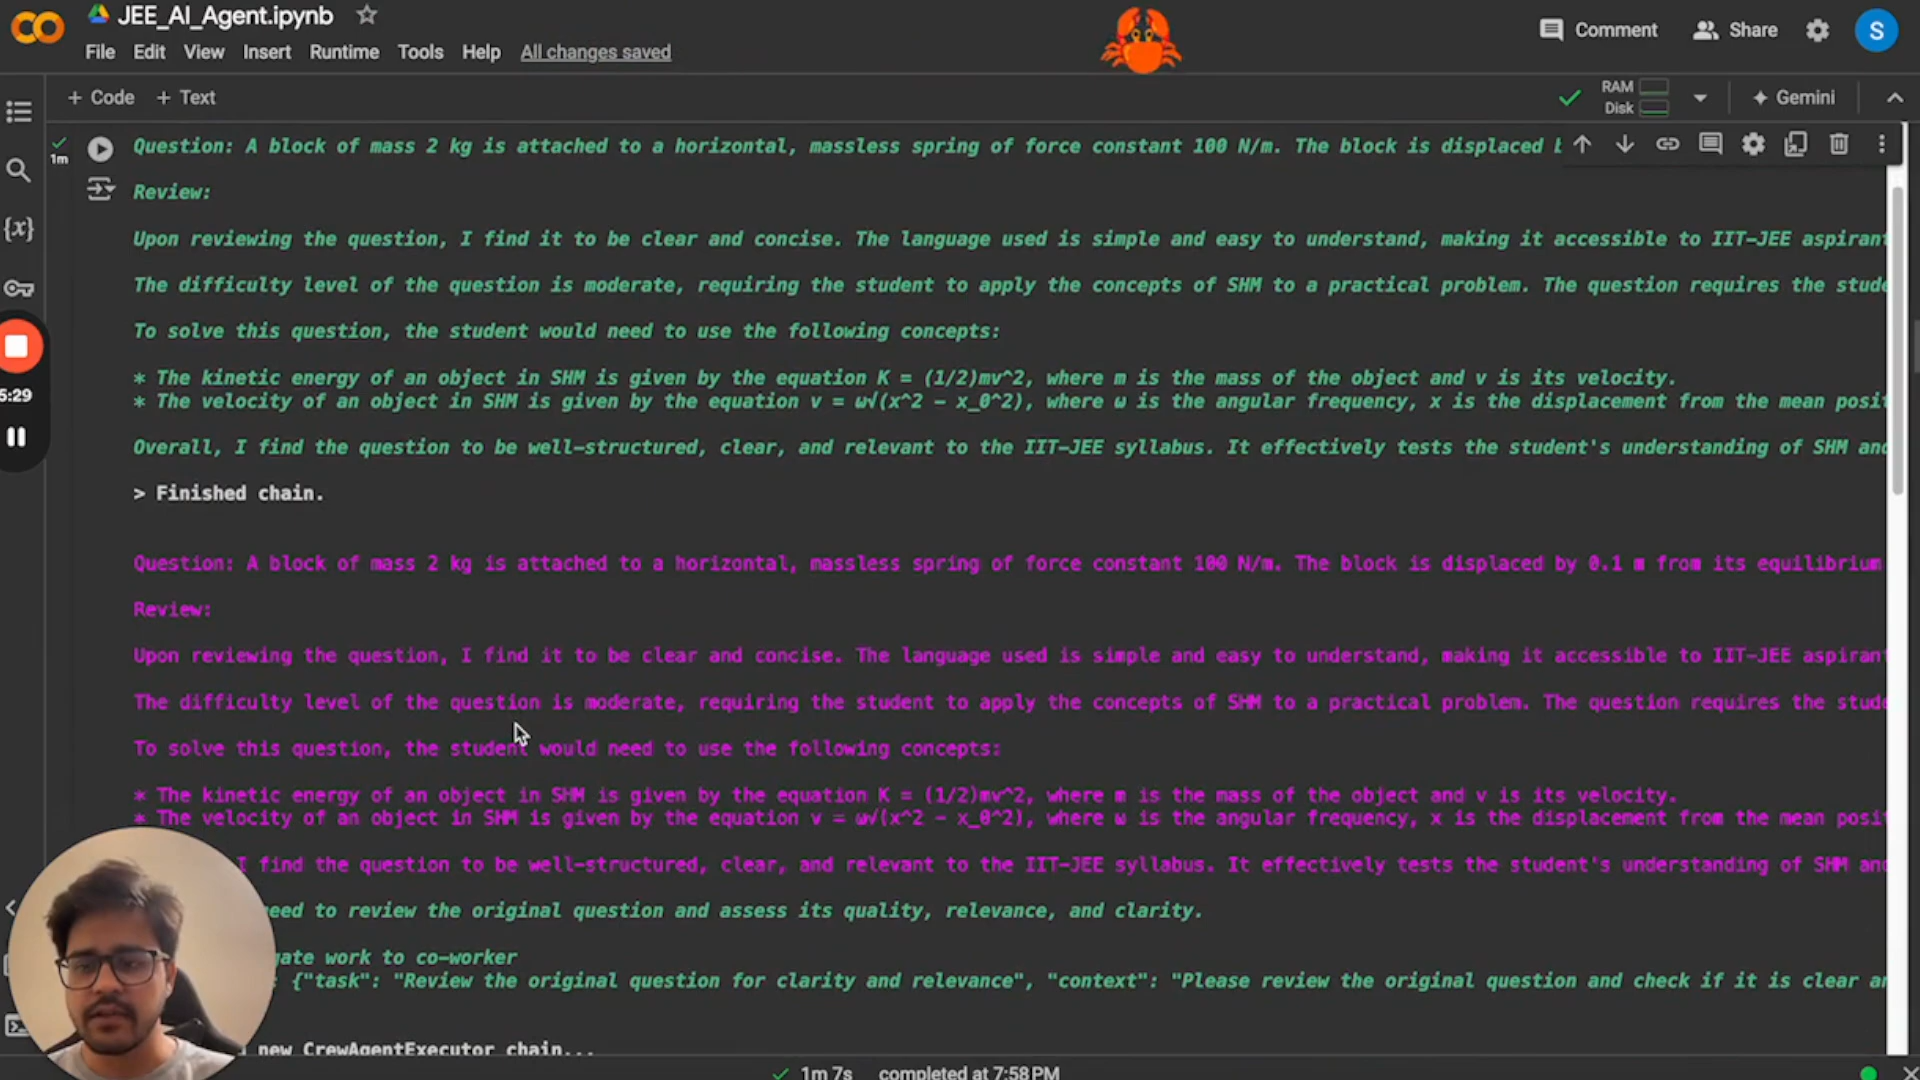 JEE_AI_Agent.ipynb
File Edit View Insert Runtime Tools Help All changes saved
Comment Share S
+ Code + Text
RAM
Disk
Gemini
1m
Question: A block of mass 2 kg is attached to a horizontal, massless spring of force constant 100 N/m. The block is displaced
Review:
Upon reviewing the question, I find it to be clear and concise. The language used is simple and easy to understand, making it accessible to IIT-JEE aspirant
The difficulty level of the question is moderate, requiring the student to apply the concepts of SHM to a practical problem. The question requires the stude
To solve this question, the student would need to use the following concepts:
* The kinetic energy of an object in SHM is given by the equation K = (1/2)mv^2, where m is the mass of the object and v is its velocity.
* The velocity of an object in SHM is given by the equation v = ω√(x^2 - x_0^2), where ω is the angular frequency, x is the displacement from the mean posit
5:29
Overall, I find the question to be well-structured, clear, and relevant to the IIT-JEE syllabus. It effectively tests the student's understanding of SHM and
> Finished chain.
Question: A block of mass 2 kg is attached to a horizontal, massless spring of force constant 100 N/m. The block is displaced by 0.1 m from its equilibrium
Review:
Upon reviewing the question, I find it to be clear and concise. The language used is simple and easy to understand, making it accessible to IIT-JEE aspirant
The difficulty level of the question is moderate, requiring the student to apply the concepts of SHM to a practical problem. The question requires the stude
To solve this question, the student would need to use the following concepts:
* The kinetic energy of an object in SHM is given by the equation K = (1/2)mv^2, where m is the mass of the object and v is its velocity.
* The velocity of an object in SHM is given by the equation v = ω√(x^2 - x_0^2), where ω is the angular frequency, x is the displacement from the mean posit
I find the question to be well-structured, clear, and relevant to the IIT-JEE syllabus. It effectively tests the student's understanding of SHM and
eed to review the original question and assess its quality, relevance, and clarity.
gate work to co-worker
: {"task": "Review the original question for clarity and relevance", "context": "Please review the original question and check if it is clear an
new CrewAgentExecutor chain...
1m 7s completed at 7:58 PM